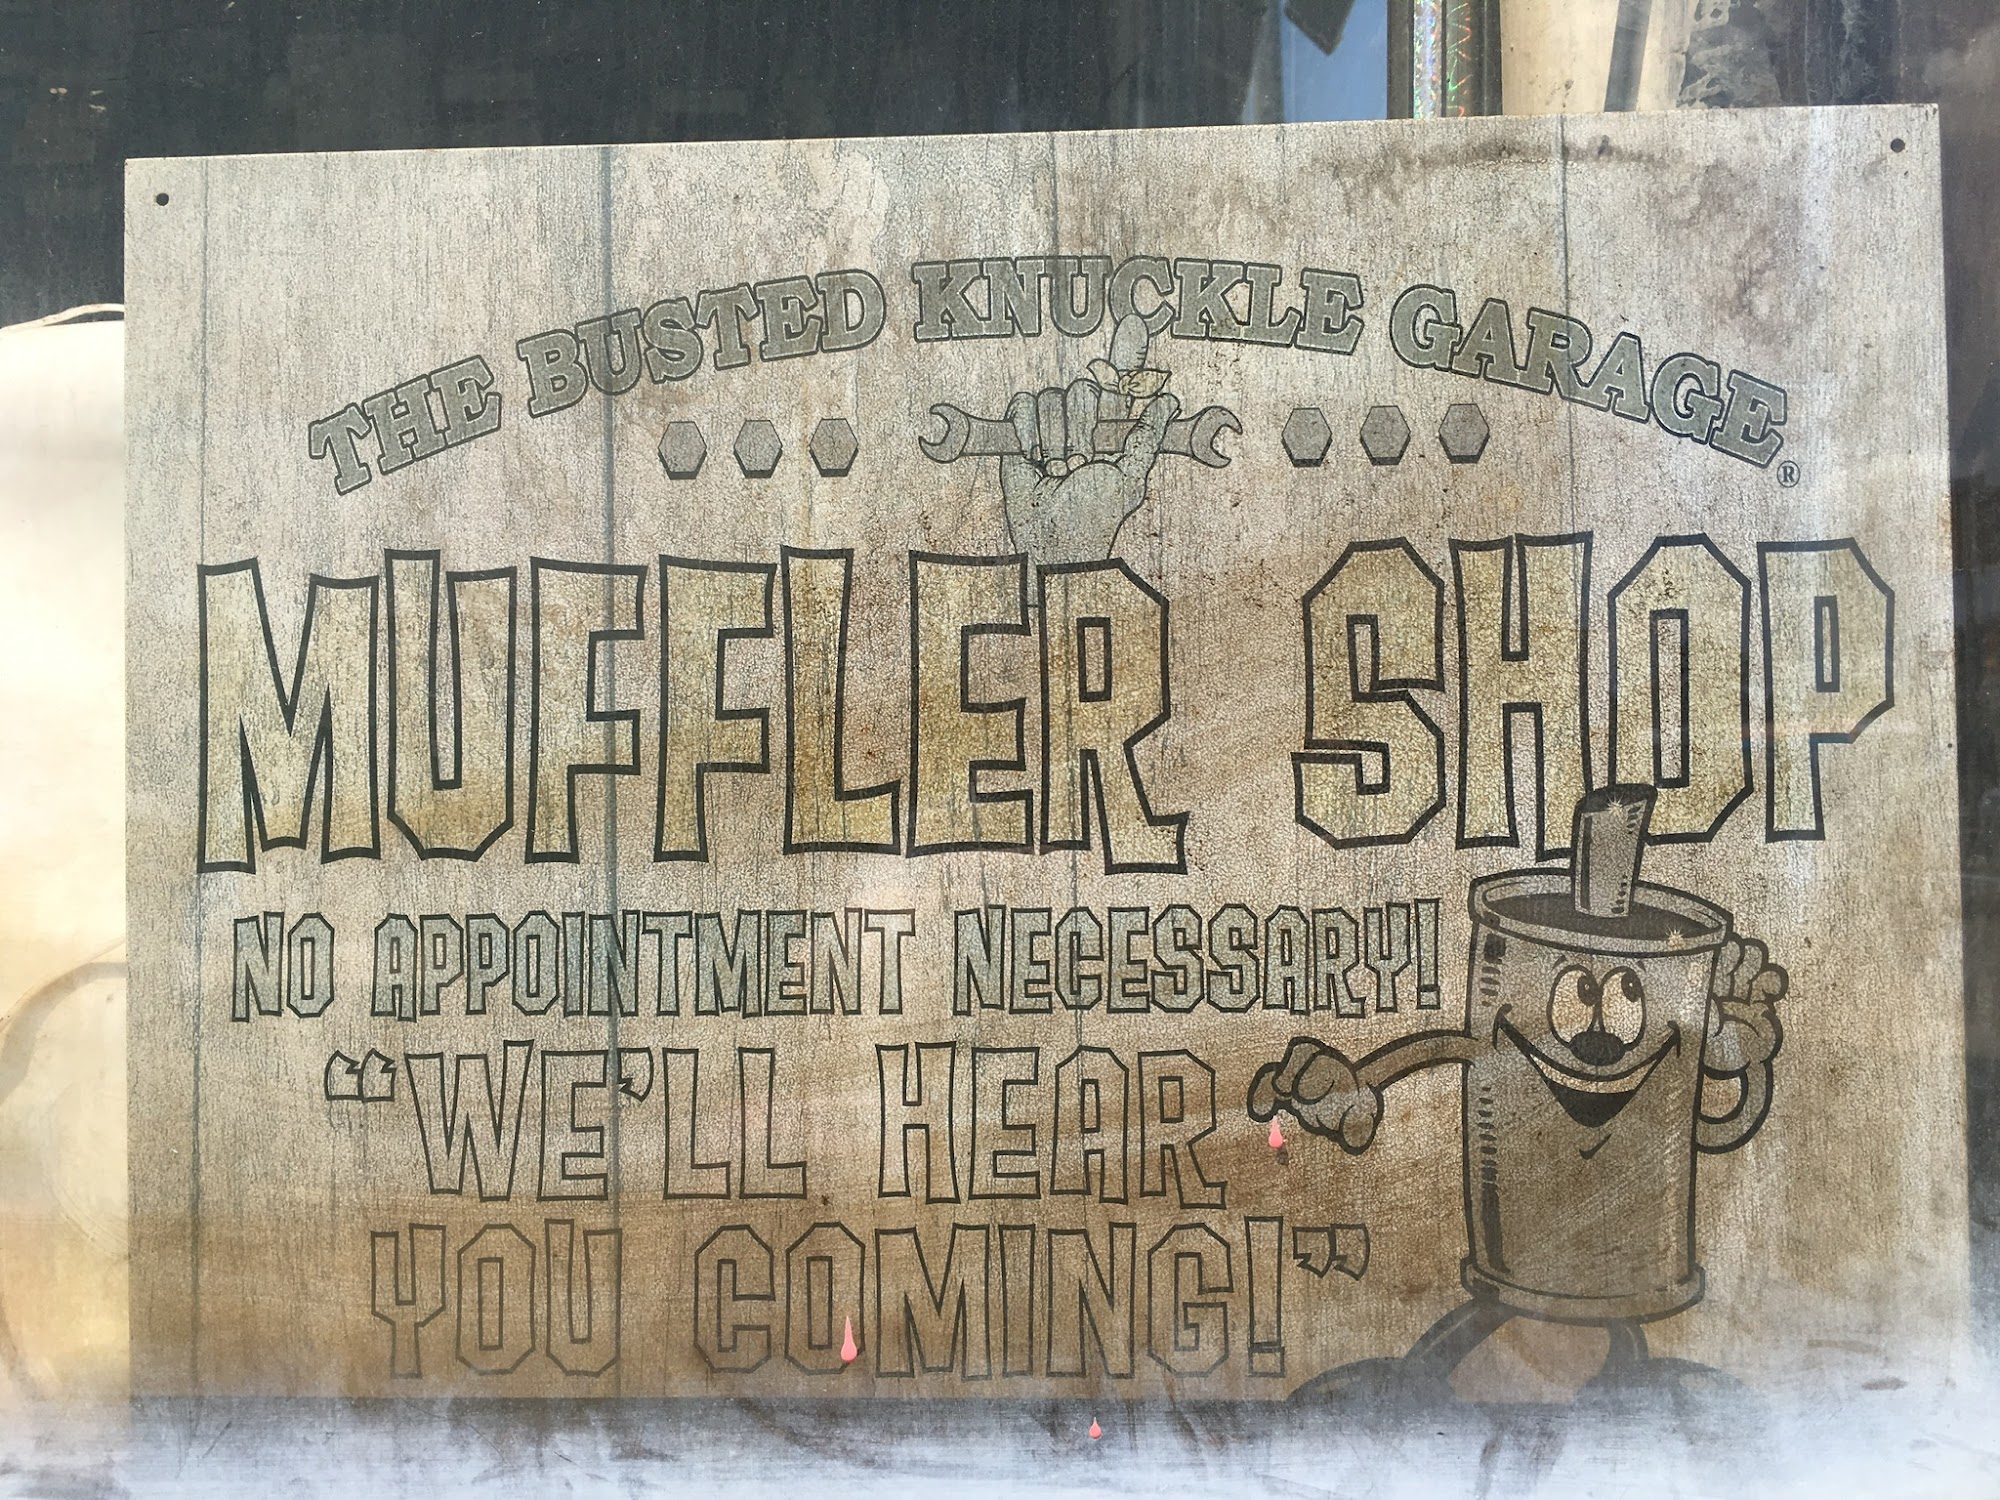 THE BUSTED KNUCKLE GARAGE®
MUFFLER SHOP
NO APPOINTMENT NECESSARY!
“WE’LL HEAR
YOU COMING!”